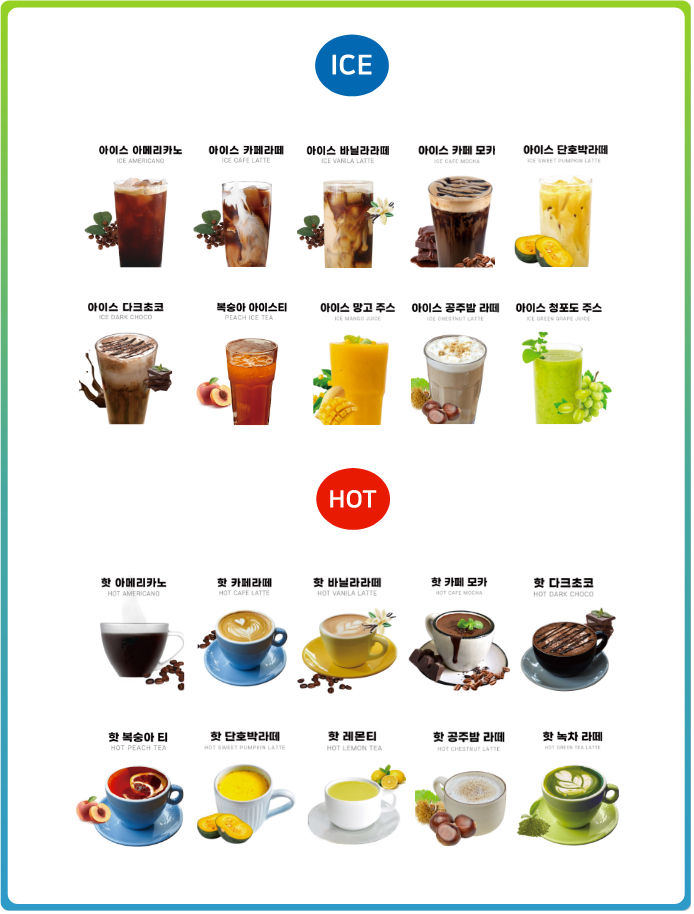 ICE
아이스 아메리카노
ICE AMERICANO
아이스 카페라떼
ICE CAFE LATTE
아이스 바닐라라떼
ICE VANILA LATTE
아이스 카페 모카
ICE CAFE MOCHA
아이스 단호박라떼
ICE SWEET PUMPKIN LATTE
아이스 다크초코
ICE DARK CHOCO
복숭아 아이스티
PEACH ICE TEA
아이스 망고 주스
ICE MANGO JUICE
아이스 공주밤 라떼
ICE CHESTNUT LATTE
아이스 청포도 주스
ICE GREEN GRAPE JUICE
HOT
핫 아메리카노
HOT AMERICANO
핫 카페라떼
HOT CAFE LATTE
핫 바닐라라떼
HOT VANILA LATTE
핫 카페 모카
HOT CAFE MOCHA
핫 다크초코
HOT DARK CHOCO
핫 복숭아 티
HOT PEACH TEA
핫 단호박라떼
HOT SWEET PUMPKIN LATTE
핫 레몬티
HOT LEMON TEA
핫 공주밤 라떼
HOT CHESTNUT LATTE
핫 녹차 라떼
HOT GREEN TEA LATTE